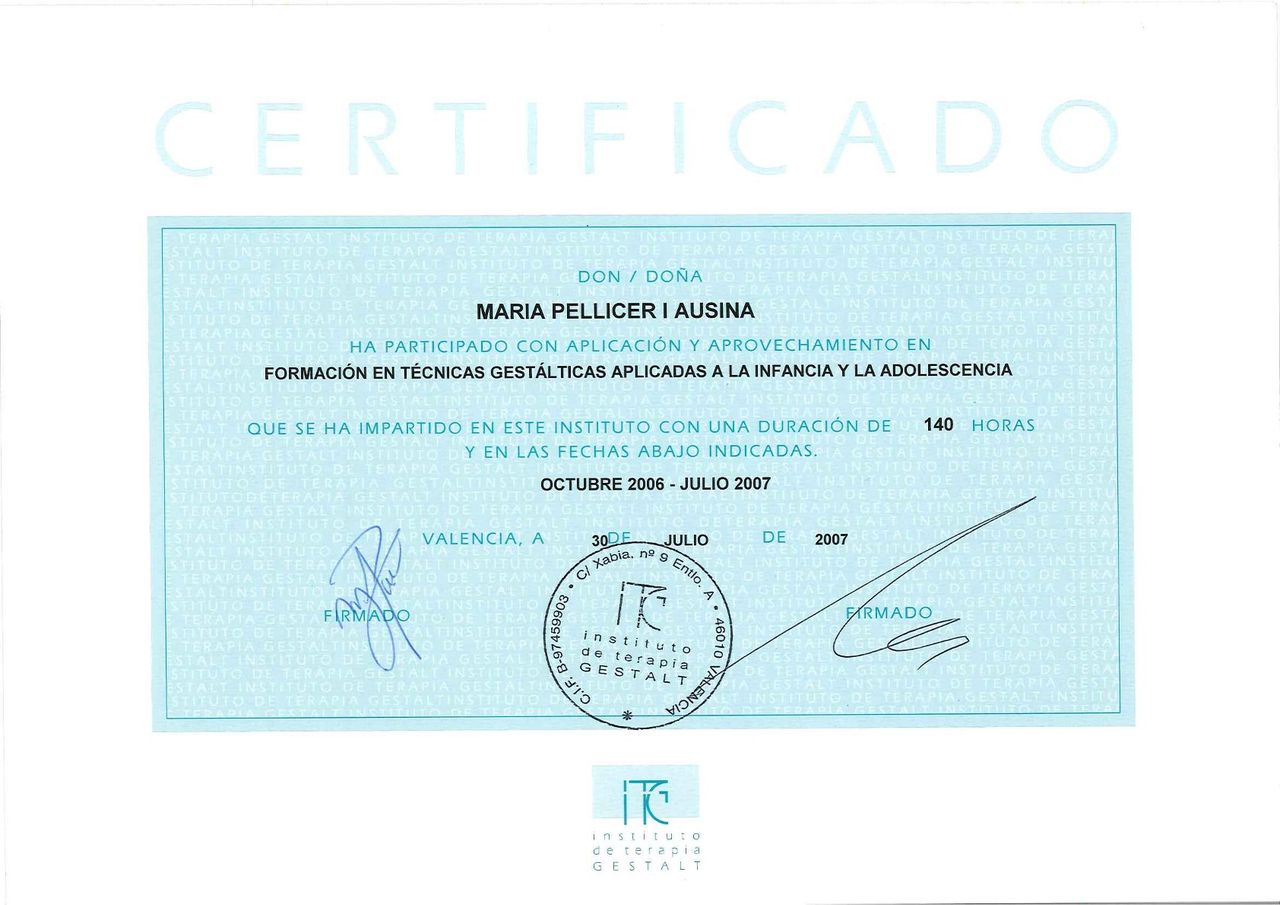 CERTIFICADO
DON / DOÑA
MARIA PELLICER I AUSINA
HA PARTICIPADO CON APLICACIÓN Y APROVECHAMIENTO EN
FORMACIÓN EN TÉCNICAS GESTÁLTICAS APLICADAS A LA INFANCIA Y LA ADOLESCENCIA
QUE SE HA IMPARTIDO EN ESTE INSTITUTO CON UNA DURACIÓN DE 140 HORAS
Y EN LAS FECHAS ABAJO INDICADAS.
OCTUBRE 2006 - JULIO 2007
VALENCIA, A 30 DE JULIO DE 2007
FIRMADO
FIRMADO
C.I.F. B-97459903 • C/ Xabia, nº 9 Entlo. A • 46010 VALENCIA
ITG
instituto
de terapia
GESTALT
*
ITG
instituto
de terapia
GESTALT